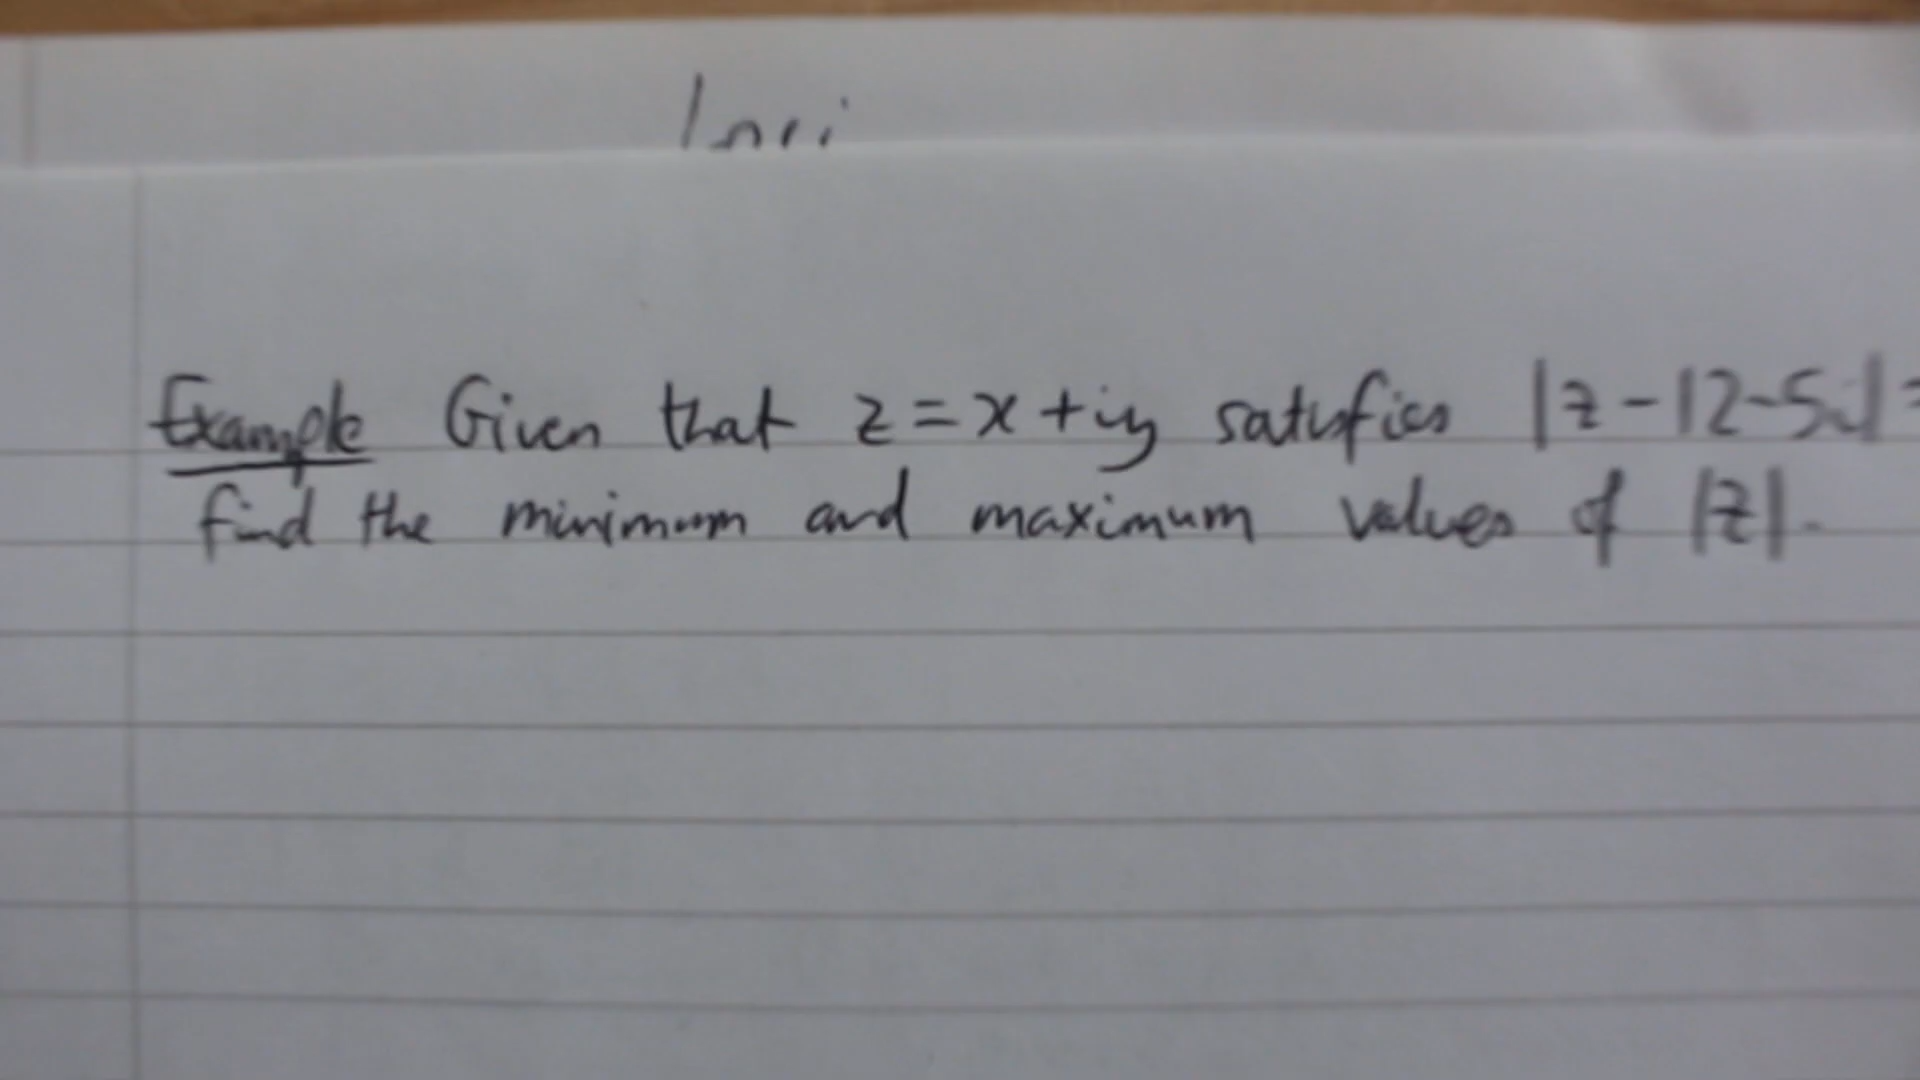 Example Given that z = x + iy satisfies |z - 12 - 5i| =
find the minimum and maximum values of |z|.